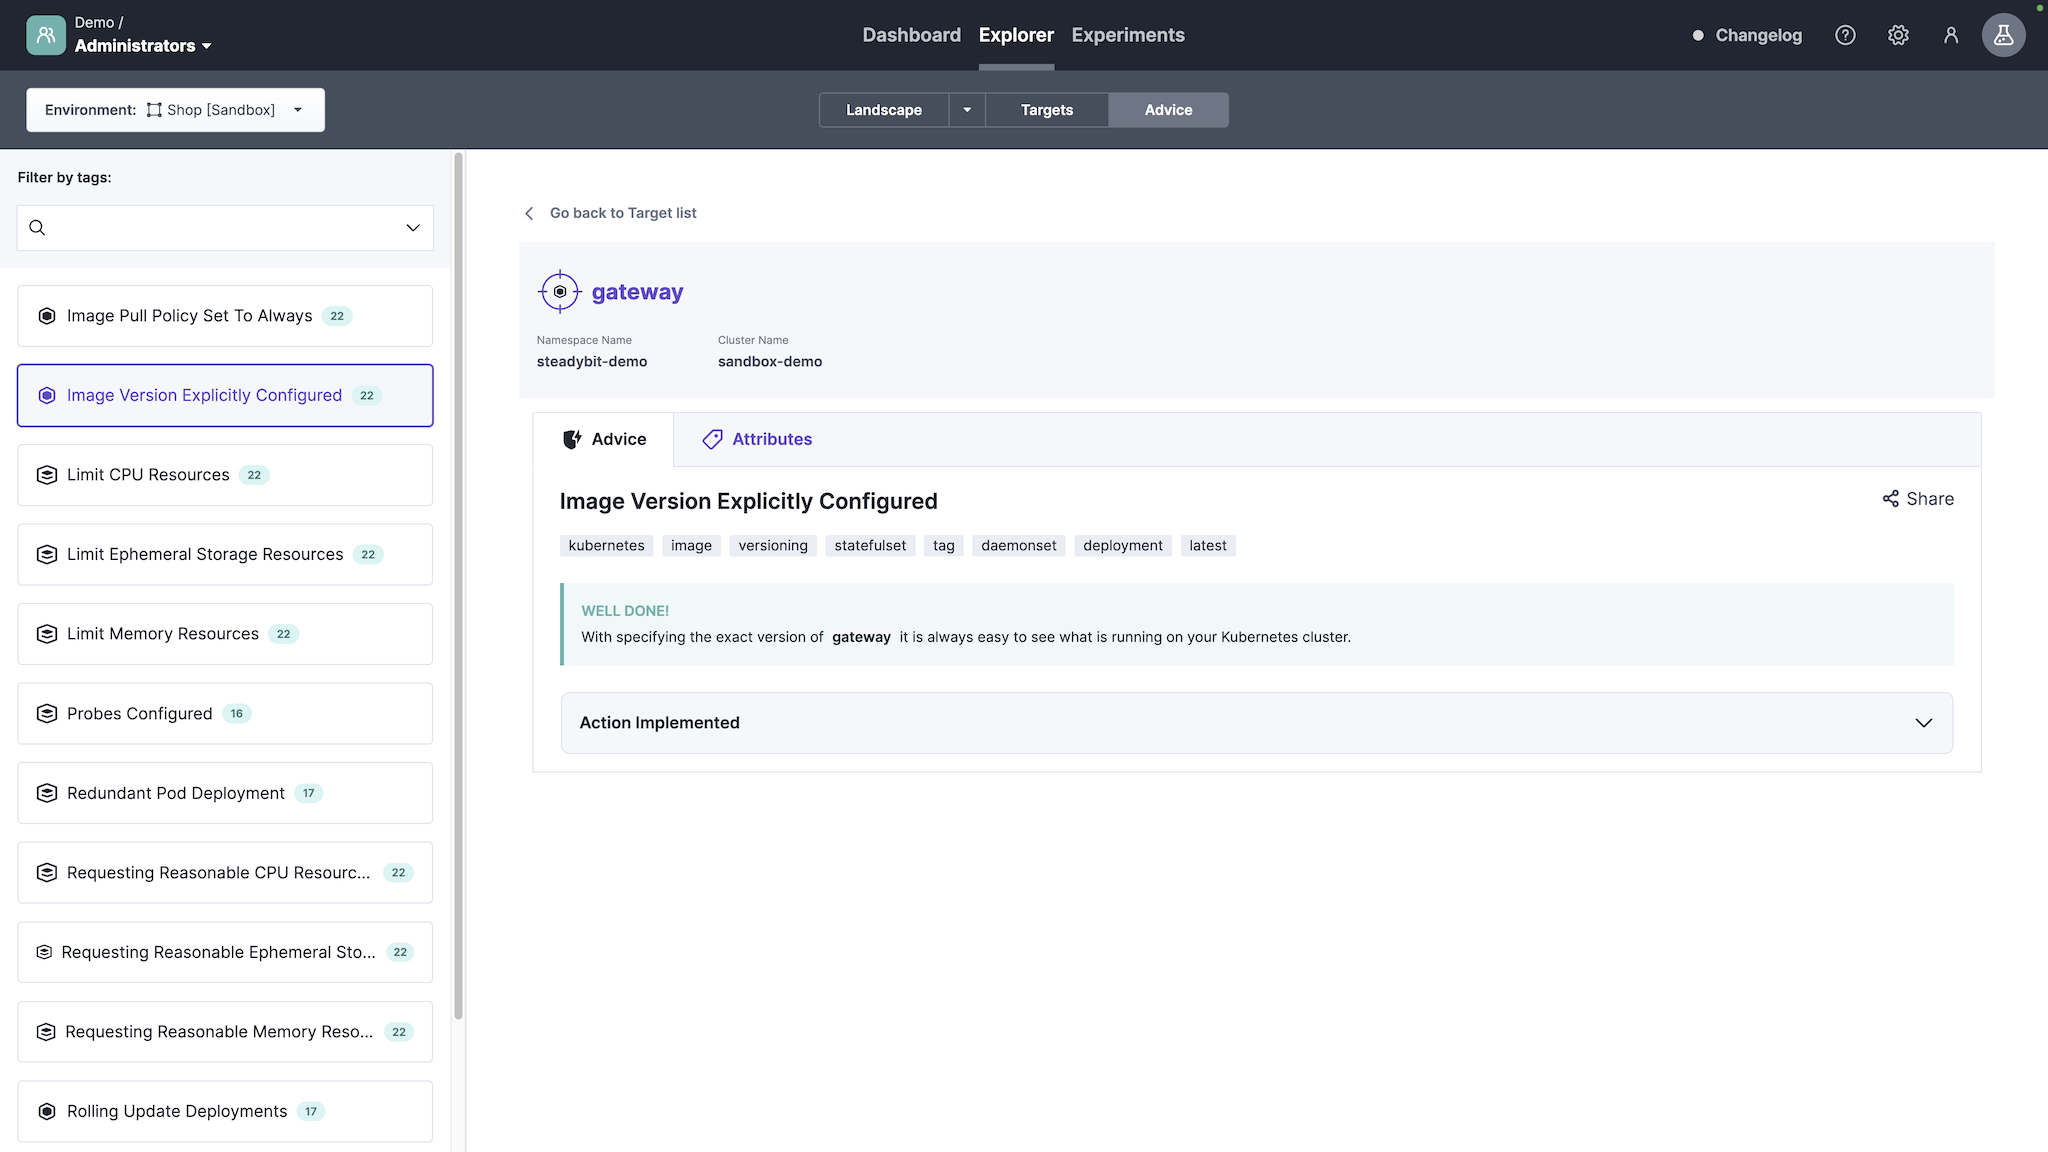 Demo /
Administrators
Dashboard Explorer Experiments
Changelog
Environment: Shop [Sandbox]
Landscape Targets Advice
Filter by tags:
Image Pull Policy Set To Always 22
Image Version Explicitly Configured 22
Limit CPU Resources 22
Limit Ephemeral Storage Resources 22
Limit Memory Resources 22
Probes Configured 16
Redundant Pod Deployment 17
Requesting Reasonable CPU Resourc... 22
Requesting Reasonable Ephemeral Sto... 22
Requesting Reasonable Memory Reso... 22
Rolling Update Deployments 17
Go back to Target list
gateway
Namespace Name Cluster Name
steadybit-demo sandbox-demo
Advice Attributes
Image Version Explicitly Configured Share
kubernetes image versioning statefulset tag daemonset deployment latest
WELL DONE!
With specifying the exact version of gateway it is always easy to see what is running on your Kubernetes cluster.
Action Implemented